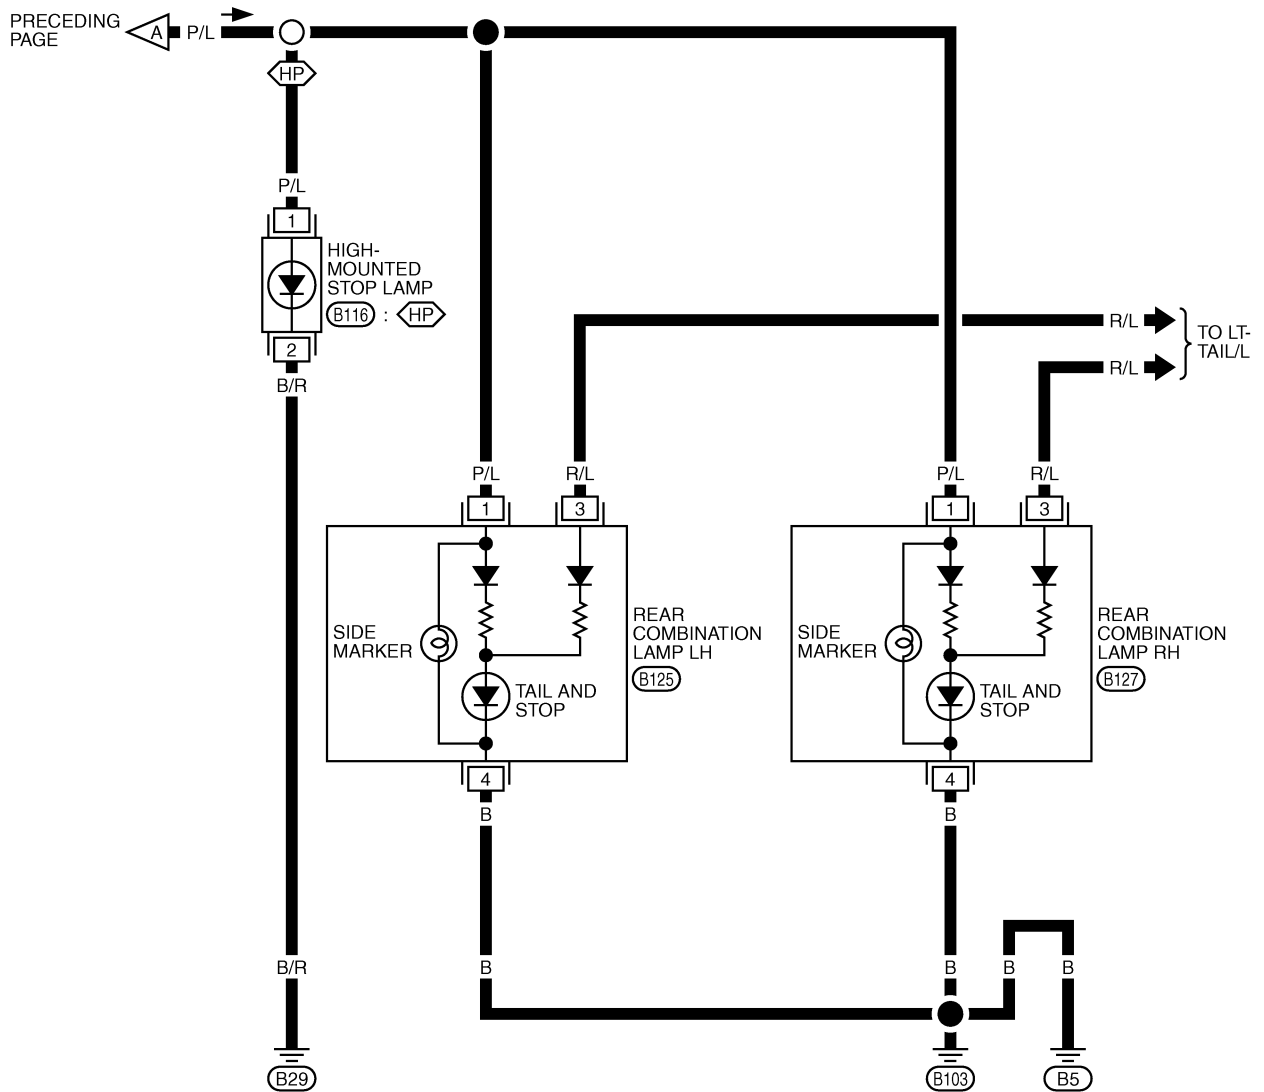 PRECEDING
PAGE
A
P/L
HP
P/L
1
HIGH-
MOUNTED
STOP LAMP
B116 : HP
2
B/R
R/L
R/L
TO LT-
TAIL/L
P/L
R/L
P/L
R/L
1
3
1
3
SIDE
MARKER
TAIL AND
STOP
REAR
COMBINATION
LAMP LH
B125
SIDE
MARKER
TAIL AND
STOP
REAR
COMBINATION
LAMP RH
B127
4
4
B
B
B/R
B
B
B
B
B29
B103
B5